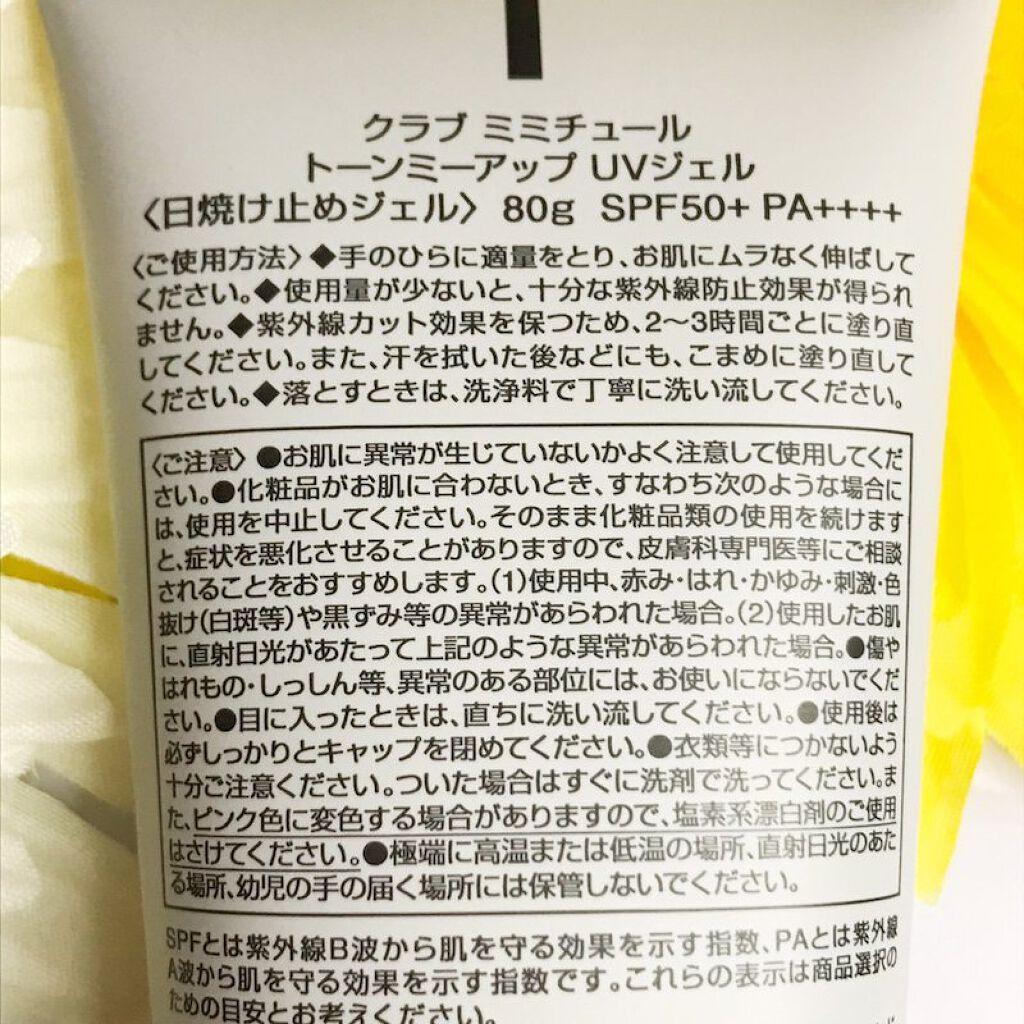 クラブ ミミチュール
トーンミーアップ UVジェル
〈日焼け止めジェル〉 80g SPF50+ PA++++
〈ご使用方法〉◆手のひらに適量をとり、お肌にムラなく伸ばして
ください。◆使用量が少ないと、十分な紫外線防止効果が得られ
ません。◆紫外線カット効果を保つため、2〜3時間ごとに塗り直
してください。また、汗を拭いた後などにも、こまめに塗り直して
ください。◆落とすときは、洗浄料で丁寧に洗い流してください。
〈ご注意〉●お肌に異常が生じていないかよく注意して使用してくだ
さい。●化粧品がお肌に合わないとき、すなわち次のような場合に
は、使用を中止してください。そのまま化粧品類の使用を続けます
と、症状を悪化させることがありますので、皮膚科専門医等にご相談
されることをおすすめします。(1)使用中、赤み・はれ・かゆみ・刺激・色
抜け(白斑等)や黒ずみ等の異常があらわれた場合。(2)使用したお肌
に、直射日光があたって上記のような異常があらわれた場合。●傷や
はれもの・しっしん等、異常のある部位には、お使いにならないでくだ
さい。●目に入ったときは、直ちに洗い流してください。●使用後は
必ずしっかりとキャップを閉めてください。●衣類等につかないよう
十分ご注意ください。ついた場合はすぐに洗剤で洗ってください。ま
た、ピンク色に変色する場合がありますので、塩素系漂白剤のご使用
はさけてください。●極端に高温または低温の場所、直射日光のあた
る場所、幼児の手の届く場所には保管しないでください。
SPFとは紫外線B波から肌を守る効果を示す指数、PAとは紫外線
A波から肌を守る効果を示す指数です。これらの表示は商品選択の
ための目安とお考えください。